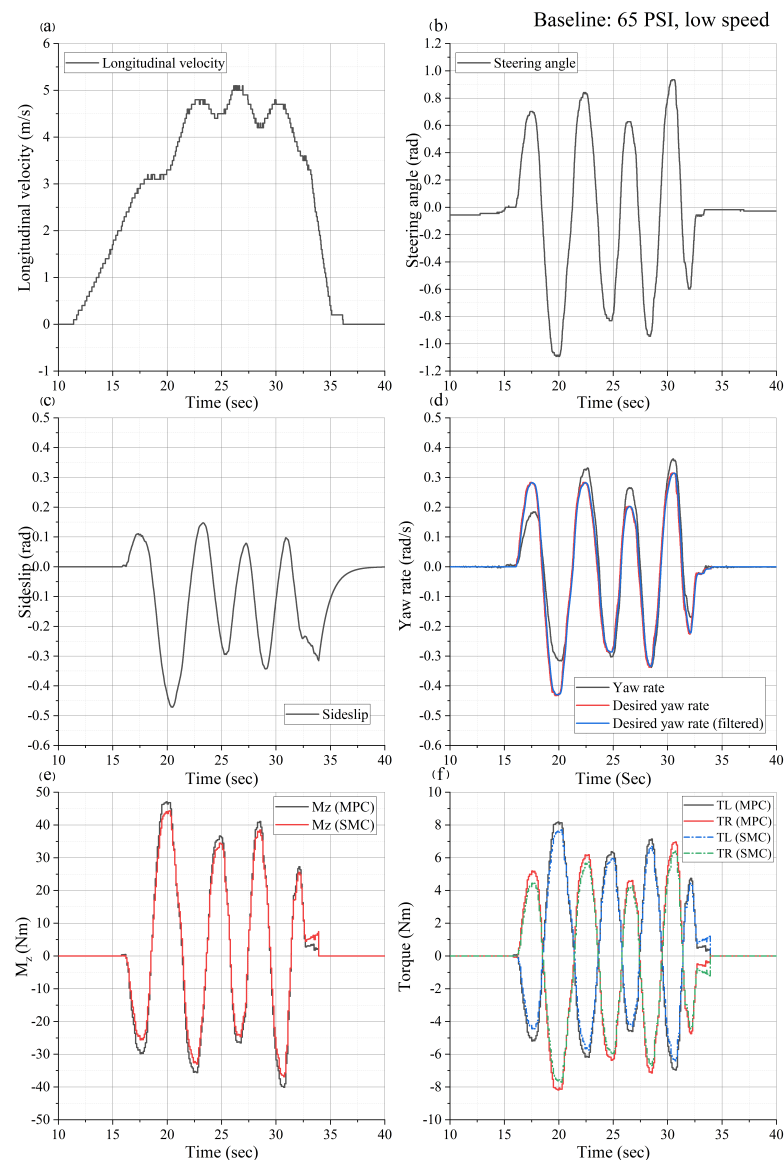 Baseline: 65 PSI, low speed
(a)
Longitudinal velocity
Longitudinal velocity (m/s)
6
5
4
3
2
1
0
-1
10 15 20 25 30 35 40
Time (sec)
(b)
Steering angle
Steering angle (rad)
1.2
1.0
0.8
0.6
0.4
0.2
0.0
-0.2
-0.4
-0.6
-0.8
-1.0
-1.2
10 15 20 25 30 35 40
Time (sec)
(c)
Sideslip (rad)
0.5
0.4
0.3
0.2
0.1
0.0
-0.1
-0.2
-0.3
-0.4
-0.5
-0.6
Sideslip
10 15 20 25 30 35 40
Time (sec)
(d)
Yaw rate (rad/s)
0.5
0.4
0.3
0.2
0.1
0.0
-0.1
-0.2
-0.3
-0.4
-0.5
-0.6
Yaw rate
Desired yaw rate
Desired yaw rate (filtered)
10 15 20 25 30 35 40
Time (Sec)
(e)
Mz (MPC)
Mz (SMC)
Mz (Nm)
50
40
30
20
10
0
-10
-20
-30
-40
-50
10 15 20 25 30 35 40
Time (sec)
(f)
TL (MPC)
TR (MPC)
TL (SMC)
TR (SMC)
Torque (Nm)
10
8
6
4
2
0
-2
-4
-6
-8
-10
10 15 20 25 30 35 40
Time (sec)